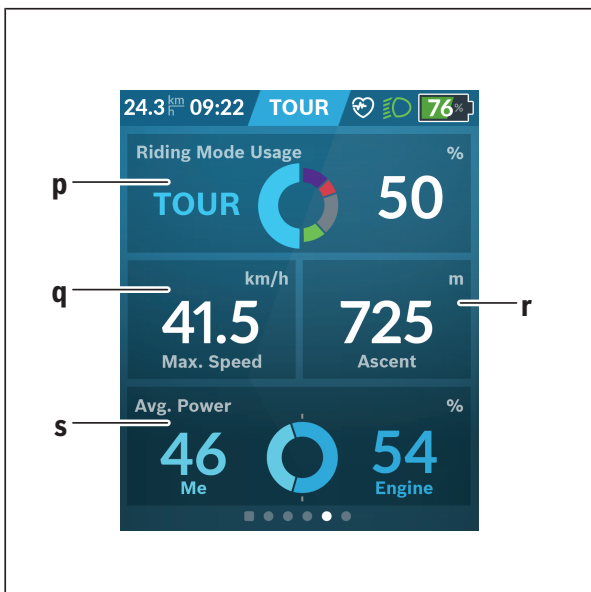 24.3 km/h 09:22 TOUR 76%
Riding Mode Usage %
p
TOUR 50
q
km/h
41.5
Max. Speed
m
725
Ascent
r
Avg. Power %
s
46 54
Me Engine